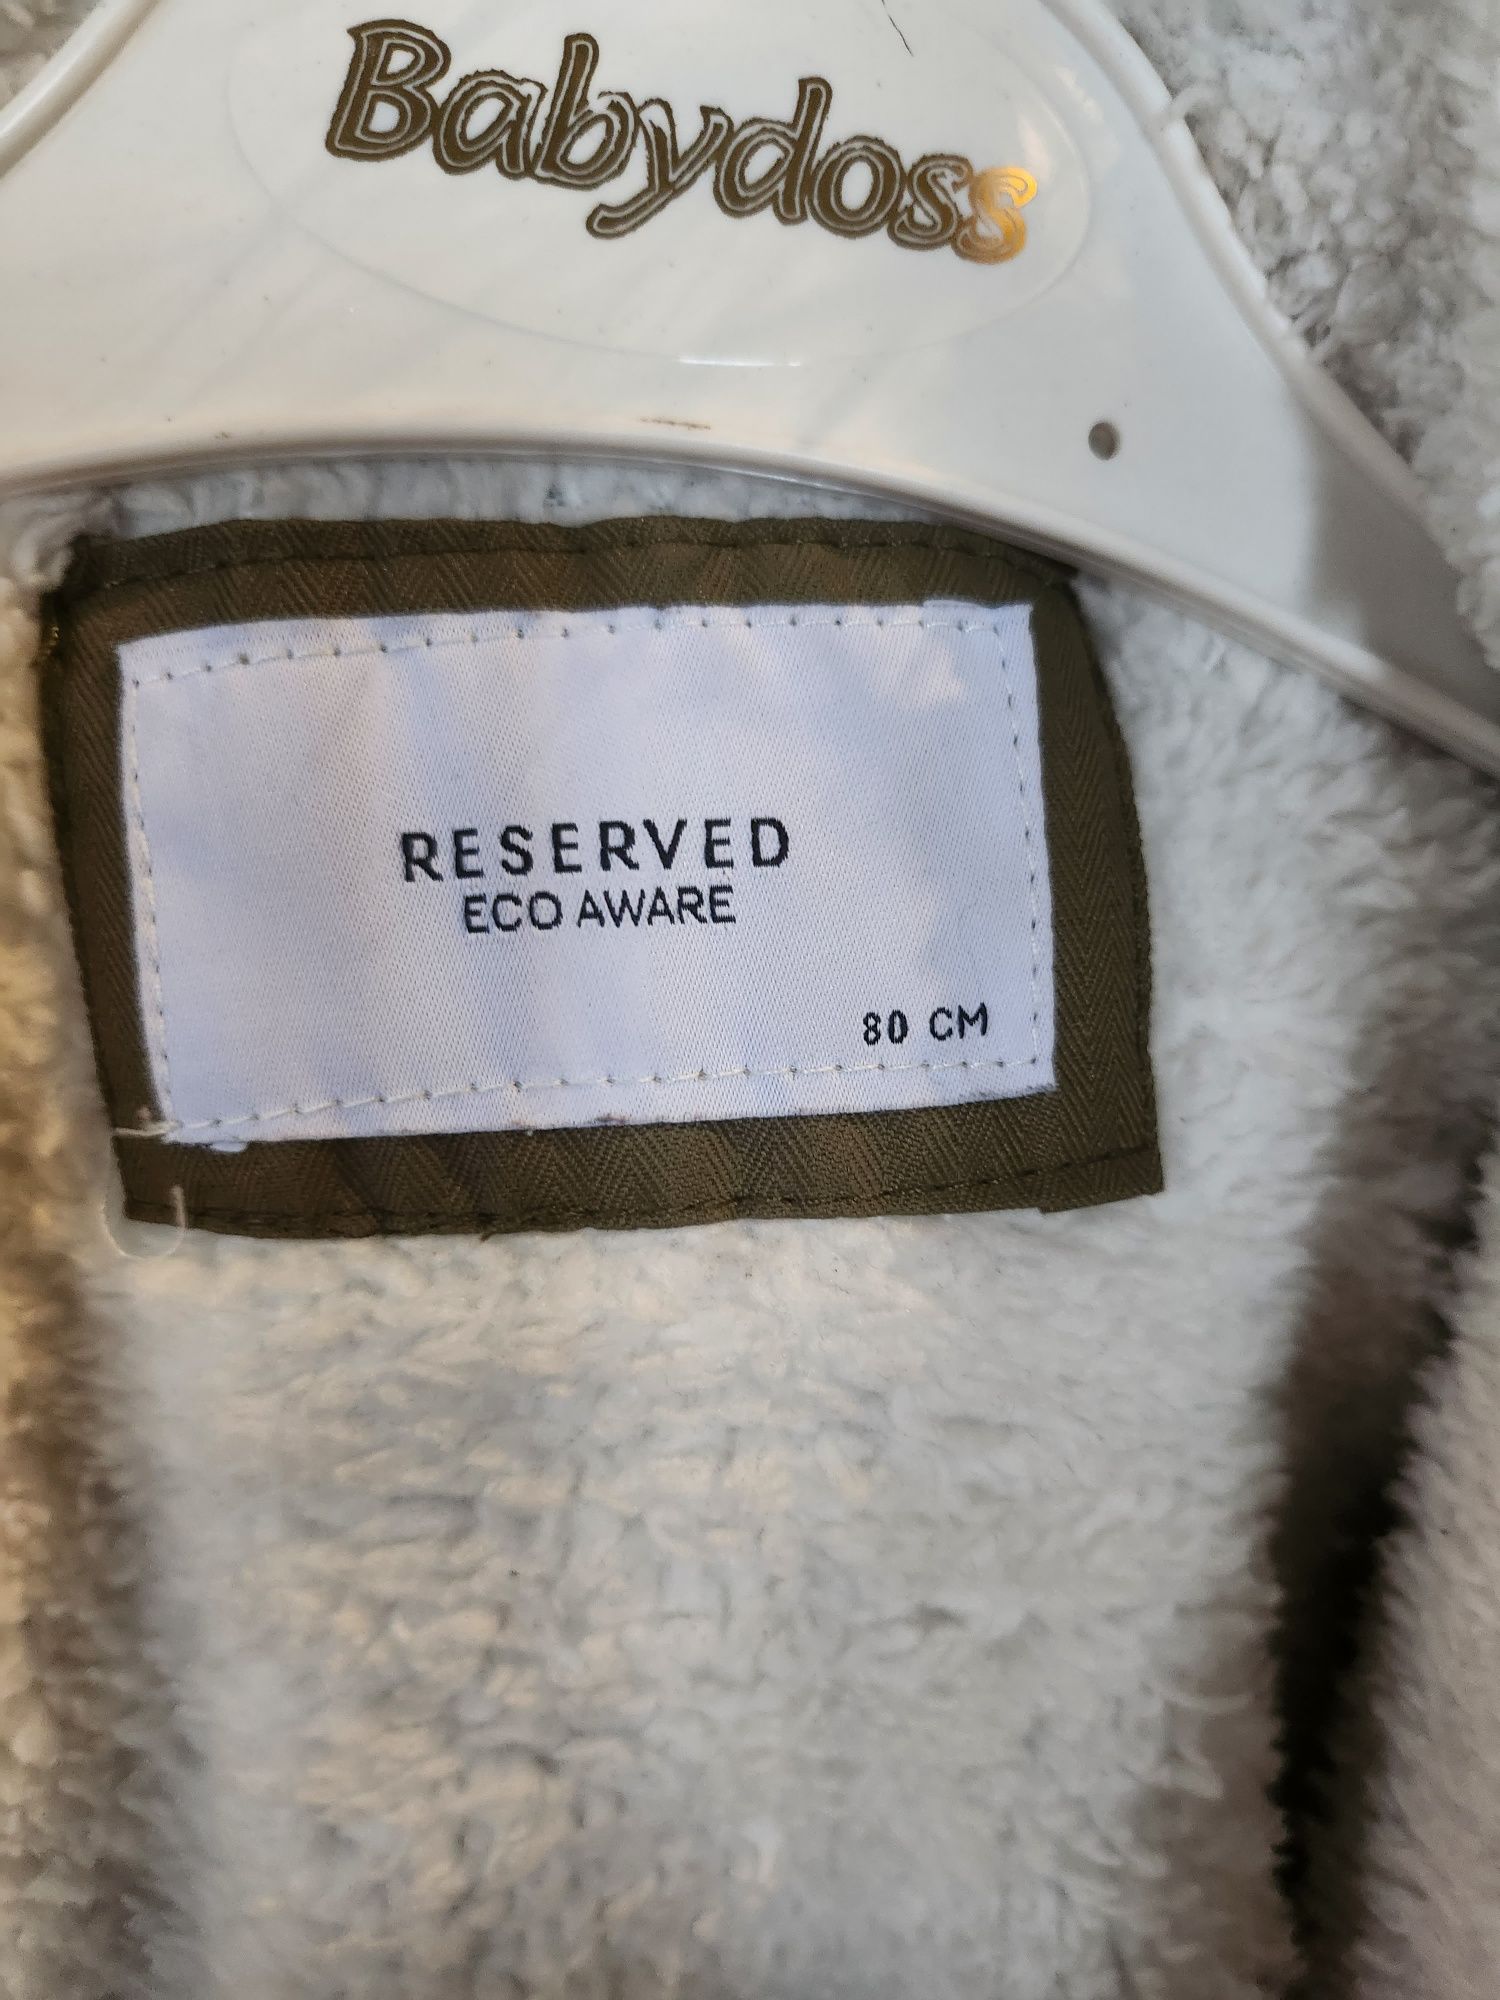 Babydoss
RESERVED
ECO AWARE
80 CM